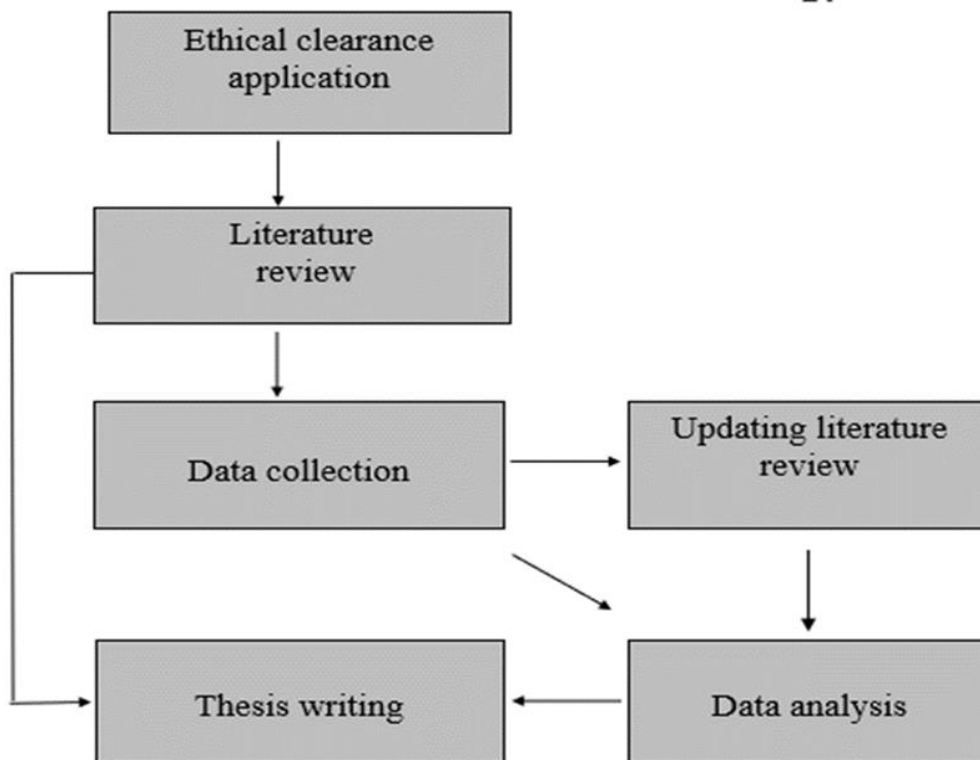 Ethical clearance
application
Literature
review
Data collection
Updating literature
review
Thesis writing
Data analysis